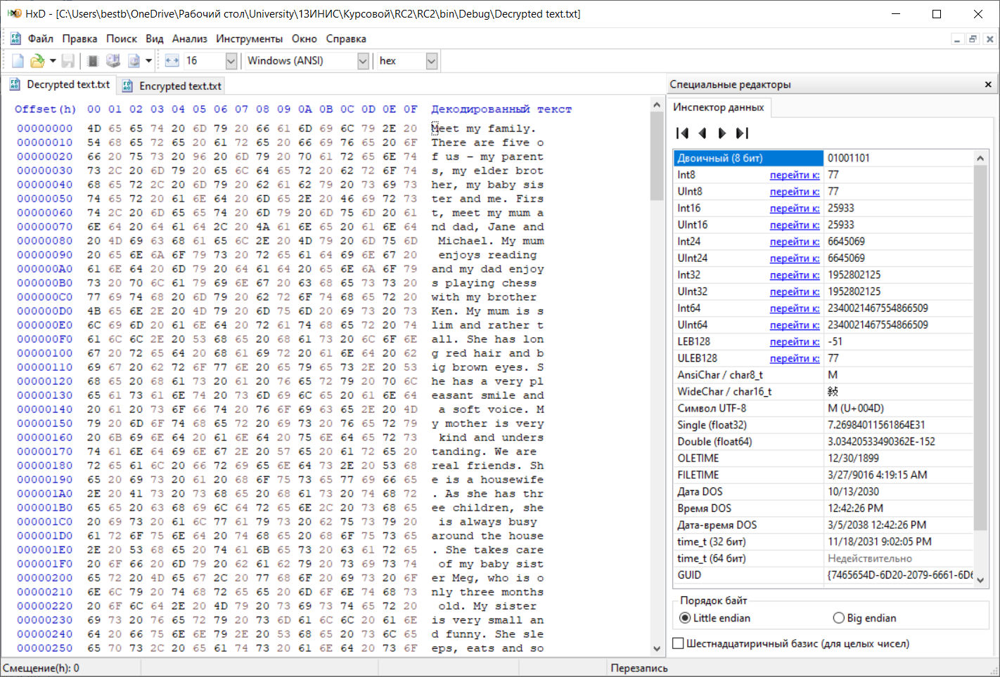 HxD - [C:\Users\bestb\OneDrive\Рабочий стол\University\13ИНИС\Курсовой\RC2\RC2\bin\Debug\Decrypted text.txt]
Файл Правка Поиск Вид Анализ Инструменты Окно Справка
16 Windows (ANSI) hex
Decrypted text.txt Encrypted text.txt
Offset(h) 00 01 02 03 04 05 06 07 08 09 0A 0B 0C 0D 0E 0F Декодированный текст
00000000 4D 65 65 74 20 6D 79 20 66 61 6D 69 6C 79 2E 20 Meet my family.
00000010 54 68 65 72 65 20 61 72 65 20 66 69 76 65 20 6F There are five o
00000020 66 20 75 73 20 96 20 6D 79 20 70 61 72 65 6E 74 f us – my parent
00000030 73 2C 20 6D 79 20 65 6C 64 65 72 20 62 72 6F 74 s, my elder brot
00000040 68 65 72 2C 20 6D 79 20 62 61 62 79 20 73 69 73 her, my baby sis
00000050 74 65 72 20 61 6E 64 20 6D 65 2E 20 46 69 72 73 ter and me. Firs
00000060 74 2C 20 6D 65 65 74 20 6D 79 20 6D 75 6D 20 61 t, meet my mum a
00000070 6E 64 20 64 61 64 2C 20 4A 61 6E 65 20 61 6E 64 nd dad, Jane and
00000080 20 4D 69 63 68 61 65 6C 2E 20 4D 79 20 6D 75 6D Michael. My mum
00000090 20 65 6E 6A 6F 79 73 20 72 65 61 64 69 6E 67 20 enjoys reading
000000A0 61 6E 64 20 6D 79 20 64 61 64 20 65 6E 6A 6F 79 and my dad enjoy
000000B0 73 20 70 6C 61 79 69 6E 67 20 63 68 65 73 73 20 s playing chess
000000C0 77 69 74 68 20 6D 79 20 62 72 6F 74 68 65 72 20 with my brother
000000D0 4B 65 6E 2E 20 4D 79 20 6D 75 6D 20 69 73 20 73 Ken. My mum is s
000000E0 6C 69 6D 20 61 6E 64 20 72 61 74 68 65 72 20 74 lim and rather t
000000F0 61 6C 6C 2E 20 53 68 65 20 68 61 73 20 6C 6F 6E all. She has lon
00000100 67 20 72 65 64 20 68 61 69 72 20 61 6E 64 20 62 g red hair and b
00000110 69 67 20 62 72 6F 77 6E 20 65 79 65 73 2E 20 53 ig brown eyes. S
00000120 68 65 20 68 61 73 20 61 20 76 65 72 79 20 70 6C he has a very pl
00000130 65 61 73 61 6E 74 20 73 6D 69 6C 65 20 61 6E 64 easant smile and
00000140 20 61 20 73 6F 66 74 20 76 6F 69 63 65 2E 20 4D a soft voice. M
00000150 79 20 6D 6F 74 68 65 72 20 69 73 20 76 65 72 79 y mother is very
00000160 20 6B 69 6E 64 20 61 6E 64 20 75 6E 64 65 72 73 kind and unders
00000170 74 61 6E 64 69 6E 67 2E 20 57 65 20 61 72 65 20 tanding. We are
00000180 72 65 61 6C 20 66 72 69 65 6E 64 73 2E 20 53 68 real friends. Sh
00000190 65 20 69 73 20 61 20 68 6F 75 73 65 77 69 66 65 e is a housewife
000001A0 2E 20 41 73 20 73 68 65 20 68 61 73 20 74 68 72 . As she has thr
000001B0 65 65 20 63 68 69 6C 64 72 65 6E 2C 20 73 68 65 ee children, she
000001C0 20 69 73 20 61 6C 77 61 79 73 20 62 75 73 79 20 is always busy
000001D0 61 72 6F 75 6E 64 20 74 68 65 20 68 6F 75 73 65 around the house
000001E0 2E 20 53 68 65 20 74 61 6B 65 73 20 63 61 72 65 . She takes care
000001F0 20 6F 66 20 6D 79 20 62 61 62 79 20 73 69 73 74 of my baby sist
00000200 65 72 20 4D 65 67 2C 20 77 68 6F 20 69 73 20 6F er Meg, who is o
00000210 6E 6C 79 20 74 68 72 65 65 20 6D 6F 6E 74 68 73 nly three months
00000220 20 6F 6C 64 2E 20 4D 79 20 73 69 73 74 65 72 20 old. My sister
00000230 69 73 20 76 65 72 79 20 73 6D 61 6C 6C 20 61 6E is very small an
00000240 64 20 66 75 6E 6E 79 2E 20 53 68 65 20 73 6C 65 d funny. She sle
00000250 65 70 73 2C 20 65 61 74 73 20 61 6E 64 20 73 6F eps, eats and so
Специальные редакторы
Инспектор данных
Двоичный (8 бит) 01001101
Int8 перейти к: 77
UInt8 перейти к: 77
Int16 перейти к: 25933
UInt16 перейти к: 25933
Int24 перейти к: 6645069
UInt24 перейти к: 6645069
Int32 перейти к: 1952802125
UInt32 перейти к: 1952802125
Int64 перейти к: 2340021467554866509
UInt64 перейти к: 2340021467554866509
LEB128 перейти к: -51
ULEB128 перейти к: 77
AnsiChar / char8_t M
WideChar / char16_t 敍
Символ UTF-8 M (U+004D)
Single (float32) 7.26984011561864E31
Double (float64) 3.03420533490362E-152
OLETIME 12/30/1899
FILETIME 3/27/9016 4:19:15 AM
Дата DOS 10/13/2030
Время DOS 12:42:26 PM
Дата-время DOS 3/5/2038 12:42:26 PM
time_t (32 бит) 11/18/2031 9:02:05 PM
time_t (64 бит) Недействительно
GUID {7465654D-6D20-2079-6661-6D6
Порядок байт
Little endian Big endian
Шестнадцатиричный базис (для целых чисел)
Смещение(h): 0 Перезапись